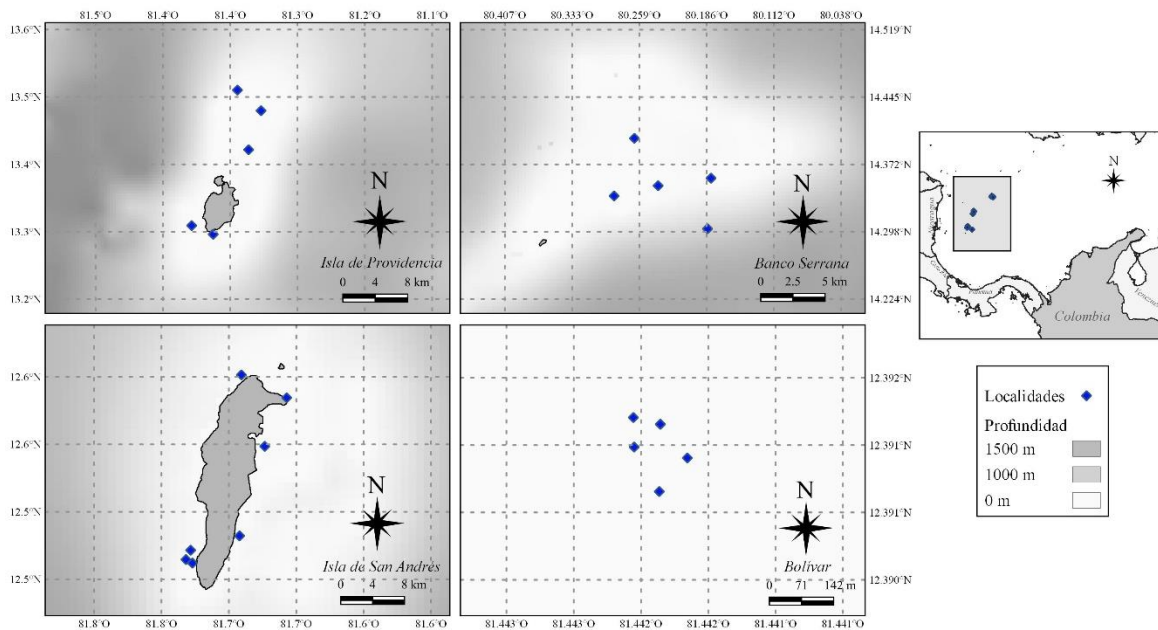 81.5°O 81.4°O 81.4°O 81.3°O 81.2°O 81.1°O
80.407°O 80.333°O 80.259°O 80.186°O 80.112°O 80.038°O
13.6°N
13.5°N
13.4°N
13.3°N
13.2°N
N
Isla de Providencia
0 4 8 km
14.519°N
14.445°N
14.372°N
14.298°N
14.224°N
N
Banco Serrana
0 2.5 5 km
12.6°N
12.6°N
12.5°N
12.5°N
N
Isla de San Andrés
0 4 8 km
12.392°N
12.391°N
12.391°N
12.390°N
N
Bolívar
0 71 142 m
81.8°O 81.8°O 81.7°O 81.7°O 81.6°O 81.6°O
81.443°O 81.443°O 81.442°O 81.442°O 81.441°O 81.441°O
N
Nicaragua
Panamá
Colombia
Localidades
Profundidad
1500 m
1000 m
0 m